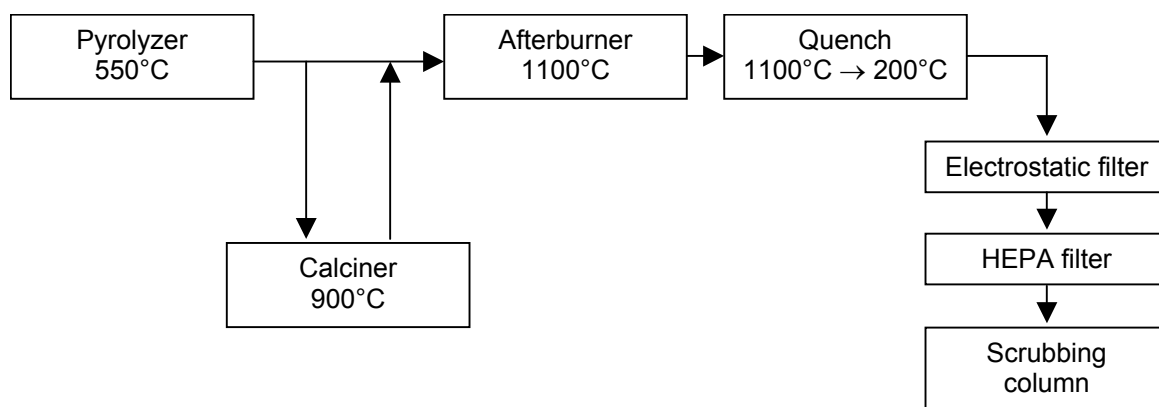 Pyrolyzer
550°C
Afterburner
1100°C
Quench
1100°C → 200°C
Electrostatic filter
Calciner
900°C
HEPA filter
Scrubbing
column